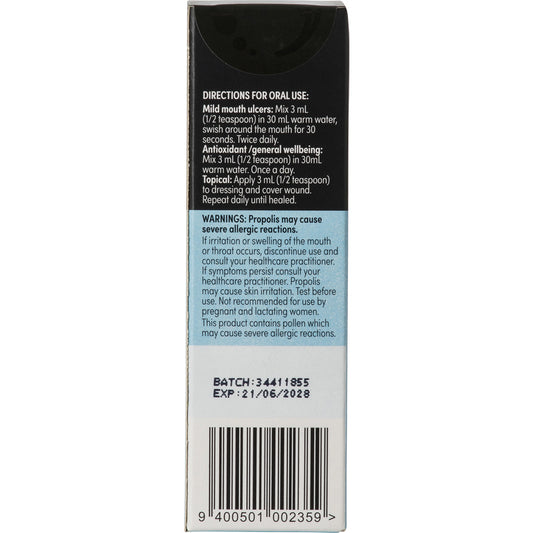 DIRECTIONS FOR ORAL USE:
Mild mouth ulcers: Mix 3 mL
(1/2 teaspoon) in 30 mL warm water,
swish around the mouth for 30
seconds. Twice daily.
Antioxidant /general wellbeing:
Mix 3 mL (1/2 teaspoon) in 30mL
warm water. Once a day.
Topical: Apply 3 mL (1/2 teaspoon)
to dressing and cover wound.
Repeat daily until healed.
WARNINGS: Propolis may cause
severe allergic reactions.
If irritation or swelling of the mouth
or throat occurs, discontinue use and
consult your healthcare practitioner.
If symptoms persist consult your
healthcare practitioner. Propolis
may cause skin irritation. Test before
use. Not recommended for use by
pregnant and lactating women.
This product contains pollen which
may cause severe allergic reactions.
BATCH:34411855
EXP:21/06/2028
9 400501 002359 >